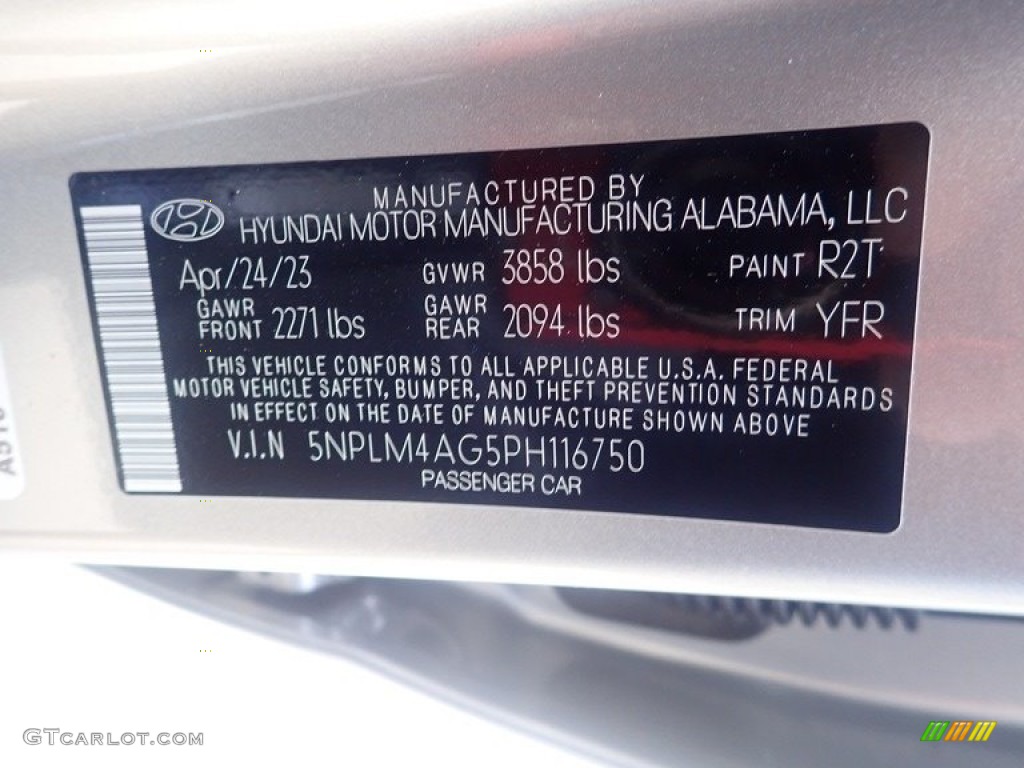 MANUFACTURED BY
HYUNDAI MOTOR MANUFACTURING ALABAMA, LLC
Apr/24/23 GVWR 3858 lbs PAINT R2T
GAWR FRONT 2271 lbs GAWR REAR 2094 lbs TRIM YFR
THIS VEHICLE CONFORMS TO ALL APPLICABLE U.S.A. FEDERAL
MOTOR VEHICLE SAFETY, BUMPER, AND THEFT PREVENTION STANDARDS
IN EFFECT ON THE DATE OF MANUFACTURE SHOWN ABOVE
V.I.N 5NPLM4AG5PH116750
PASSENGER CAR
GTCarLot.com